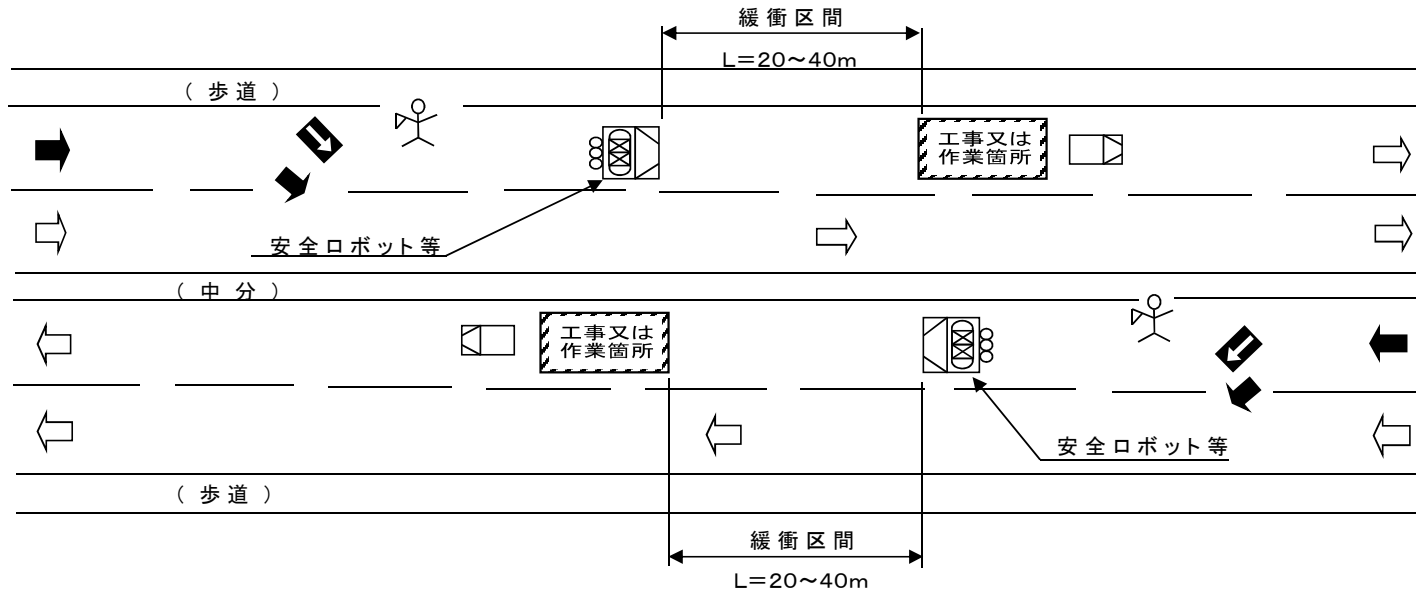 緩衝区間
L=20～40m
（ 歩道 ）
工事又は
作業箇所
安全ロボット等
（ 中分 ）
工事又は
作業箇所
安全ロボット等
（ 歩道 ）
緩衝区間
L=20～40m